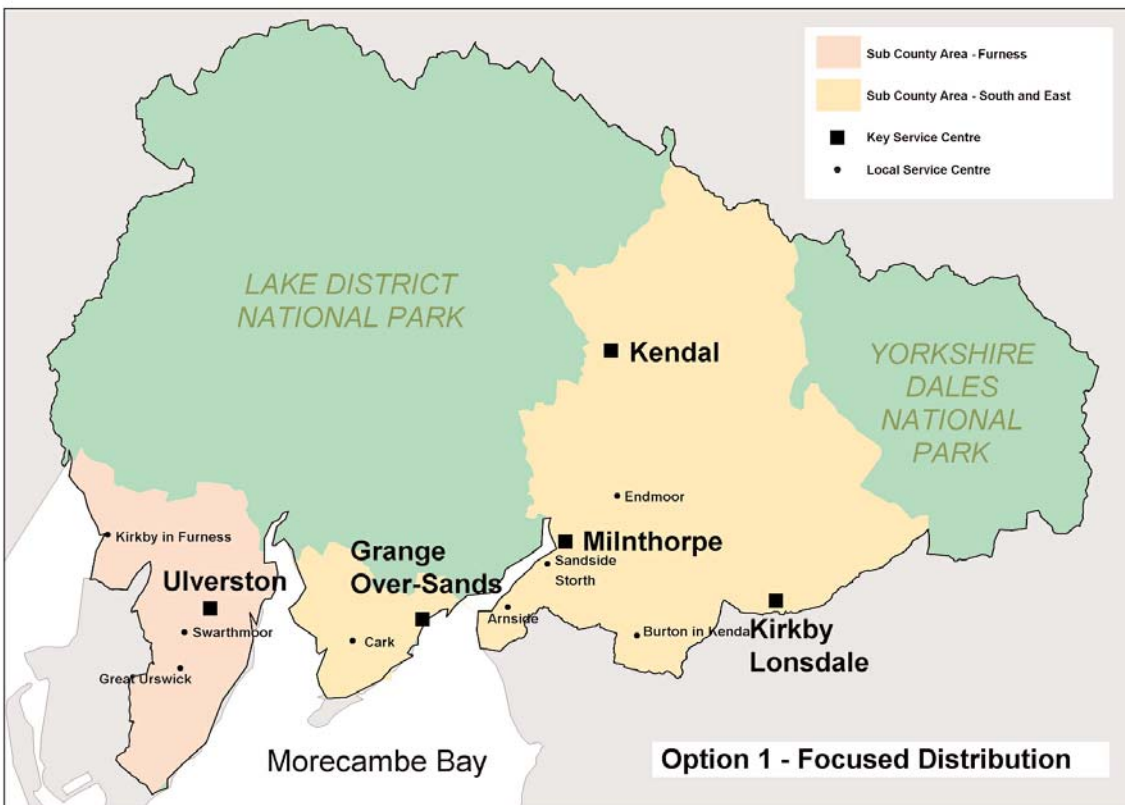 Sub County Area - Furness
Sub County Area - South and East
Key Service Centre
Local Service Centre
LAKE DISTRICT
NATIONAL PARK
Kendal
YORKSHIRE
DALES
NATIONAL
PARK
Endmoor
Kirkby in Furness
Milnthorpe
Grange
Over-Sands
Sandside
Storth
Ulverston
Arnside
Swarthmoor
Cark
Burton in Kenda
Kirkby
Lonsdale
Great Urswick
Morecambe Bay
Option 1 - Focused Distribution